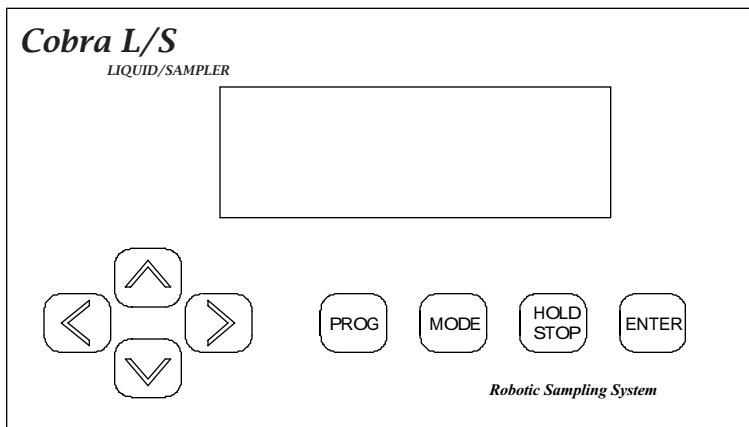 Cobra L/S
LIQUID/SAMPLER
PROG
MODE
HOLD
STOP
ENTER
Robotic Sampling System